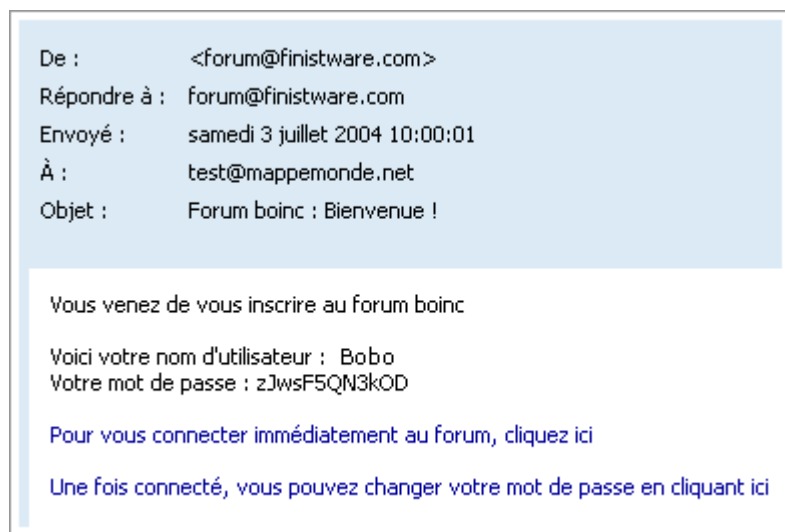 De : <forum@finistware.com>
Répondre à : forum@finistware.com
Envoyé : samedi 3 juillet 2004 10:00:01
À : test@mappemonde.net
Objet : Forum boinc : Bienvenue !
Vous venez de vous inscrire au forum boinc
Voici votre nom d'utilisateur : Bobo
Votre mot de passe : zJwsF5QN3kOD
Pour vous connecter immédiatement au forum, cliquez ici
Une fois connecté, vous pouvez changer votre mot de passe en cliquant ici